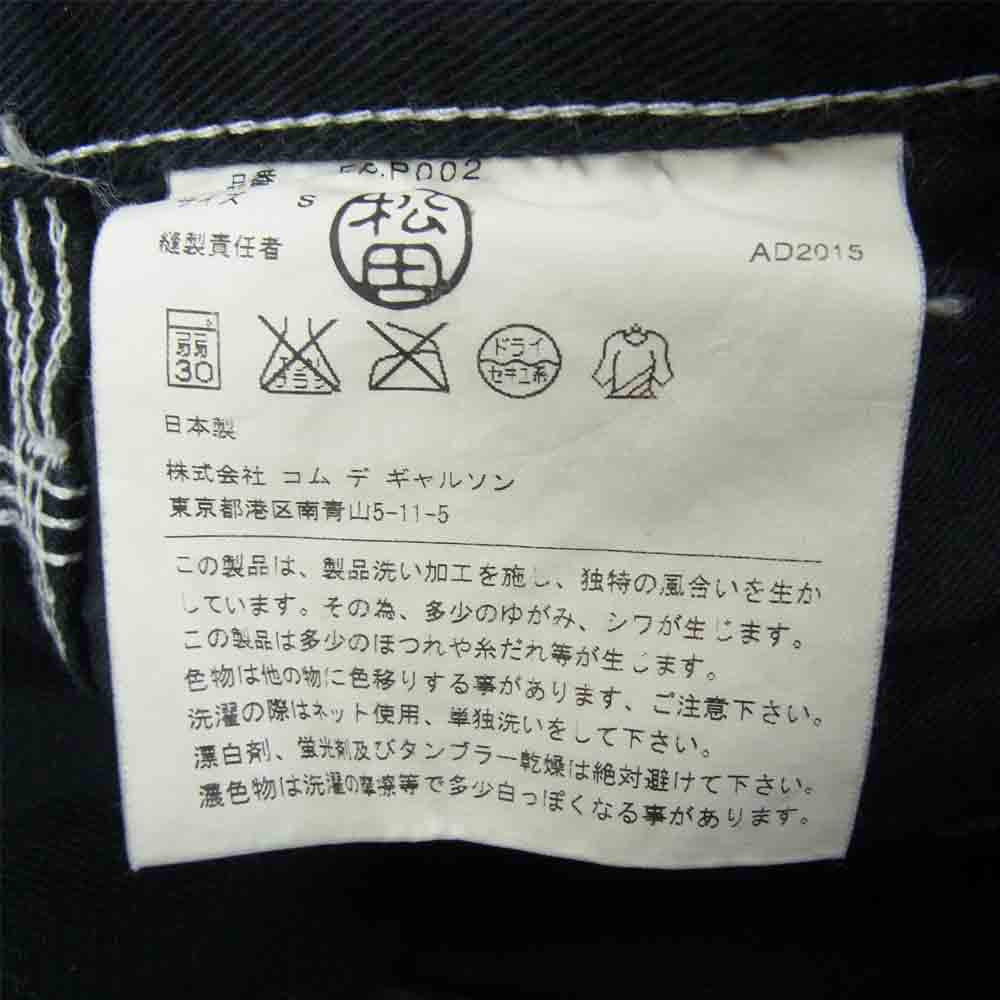 品番 P002
サイズ S
縫製責任者 松田 AD2015
弱 30 エンソ サラシ ドライ セキユ系
日本製
株式会社 コム デ ギャルソン
東京都港区南青山5-11-5
この製品は、製品洗い加工を施し、独特の風合いを生か
しています。その為、多少のゆがみ、シワが生じます。
この製品は多少のほつれや糸だれ等が生じます。
色物は他の物に色移りする事があります、ご注意下さい。
洗濯の際はネット使用、単独洗いをして下さい。
漂白剤、蛍光剤及びタンブラー乾燥は絶対避けて下さい。
濃色物は洗濯の摩擦等で多少白っぽくなる事があります。